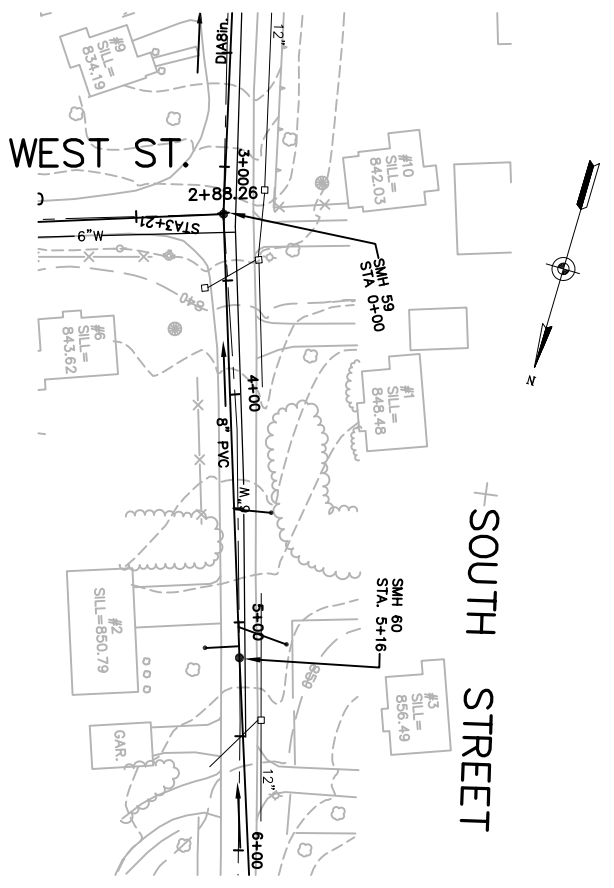 #9
SILL=
834.19
DIA8in.
12"
WEST ST.
3+00
2+88.26
STA3+21
6"W
#10
SILL=
842.03
SMH 59
STA 0+00
840
#6
SILL=
843.62
4+00
8" PVC
#1
SILL=
848.48
N
6"W
SOUTH STREET
SMH 60
STA. 5+16
5+00
#2
SILL=850.79
#3
SILL=
856.49
GAR.
12"
6+00